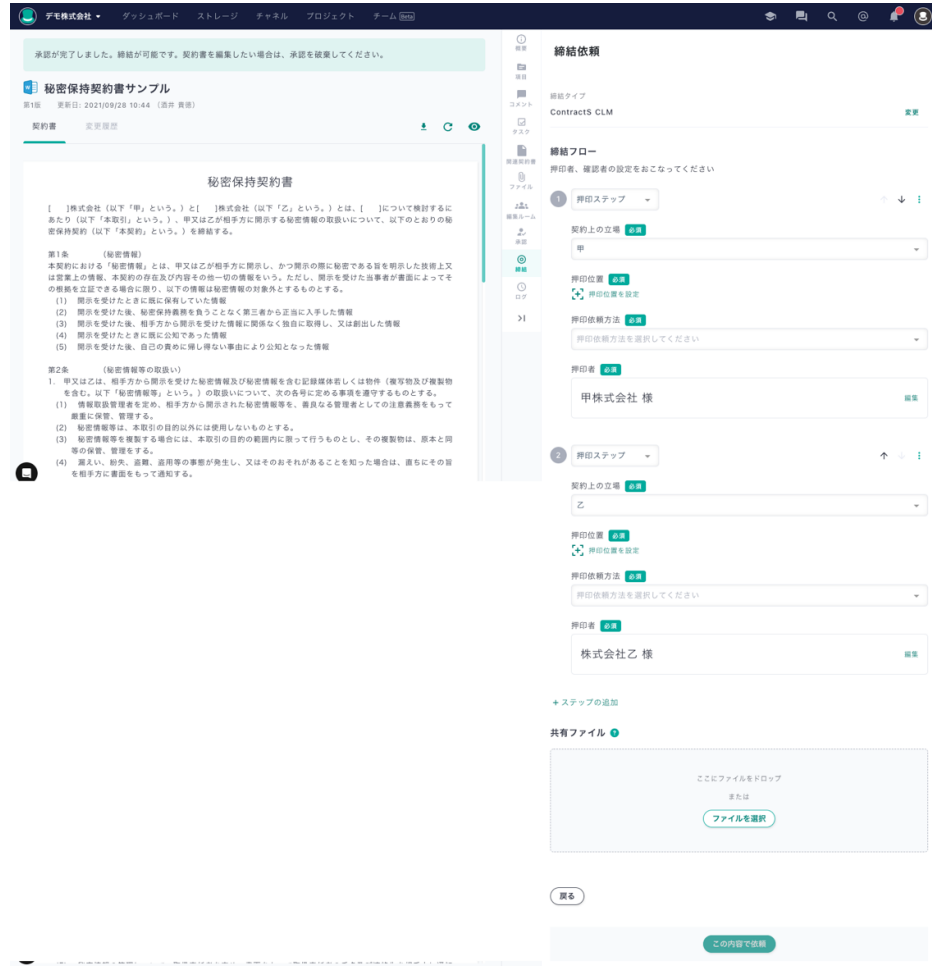 デモ株式会社
ダッシュボード ストレージ チャネル プロジェクト チーム Beta
承認が完了しました。締結が可能です。契約書を編集したい場合は、承認を破棄してください。
秘密保持契約書サンプル
第1版 更新日: 2021/09/28 10:44 (酒井 貴徳)
契約書 変更履歴
秘密保持契約書
[ ]株式会社(以下「甲」という。)と[ ]株式会社(以下「乙」という。)とは、[ ]について検討するに
あたり(以下「本取引」という。)、甲又は乙が相手方に開示する秘密情報の取扱いについて、以下のとおりの秘
密保持契約(以下「本契約」という。)を締結する。
第1条 (秘密情報)
本契約における「秘密情報」とは、甲又は乙が相手方に開示し、かつ開示の際に秘密である旨を明示した技術上又
は営業上の情報、本契約の存在及び内容その他一切の情報をいう。ただし、開示を受けた当事者が書面によってそ
の根拠を立証できる場合に限り、以下の情報は秘密情報の対象外とするものとする。
(1) 開示を受けたときに既に保有していた情報
(2) 開示を受けた後、秘密保持義務を負うことなく第三者から正当に入手した情報
(3) 開示を受けた後、相手方から開示を受けた情報に関係なく独自に取得し、又は創出した情報
(4) 開示を受けたときに既に公知であった情報
(5) 開示を受けた後、自己の責めに帰し得ない事由により公知となった情報
第2条 (秘密情報等の取扱い)
1. 甲又は乙は、相手方から開示を受けた秘密情報及び秘密情報を含む記録媒体若しくは物件(複写物及び複製物
を含む。以下「秘密情報等」という。)の取扱いについて、次の各号に定める事項を遵守するものとする。
(1) 情報取扱管理者を定め、相手方から開示された秘密情報等を、善良なる管理者としての注意義務をもって
厳重に保管、管理する。
(2) 秘密情報等は、本取引の目的以外には使用しないものとする。
(3) 秘密情報等を複製する場合には、本取引の目的の範囲内に限って行うものとし、その複製物は、原本と同
等の保管、管理をする。
(4) 漏えい、紛失、盗難、盗用等の事態が発生し、又はそのおそれがあることを知った場合は、直ちにその旨
を相手方に書面をもって通知する。
概要
項目
コメント
タスク
関連契約書
ファイル
編集ルーム
承認
締結
ログ
締結依頼
締結タイプ
ContractS CLM 変更
締結フロー
押印者、確認者の設定をおこなってください
1 押印ステップ
契約上の立場 必須
甲
押印位置 必須
押印位置を設定
押印依頼方法 必須
押印依頼方法を選択してください
押印者 必須
甲株式会社 様 編集
2 押印ステップ
契約上の立場 必須
乙
押印位置 必須
押印位置を設定
押印依頼方法 必須
押印依頼方法を選択してください
押印者 必須
株式会社乙 様 編集
+ ステップの追加
共有ファイル ?
ここにファイルをドロップ
または
ファイルを選択
戻る
この内容で依頼